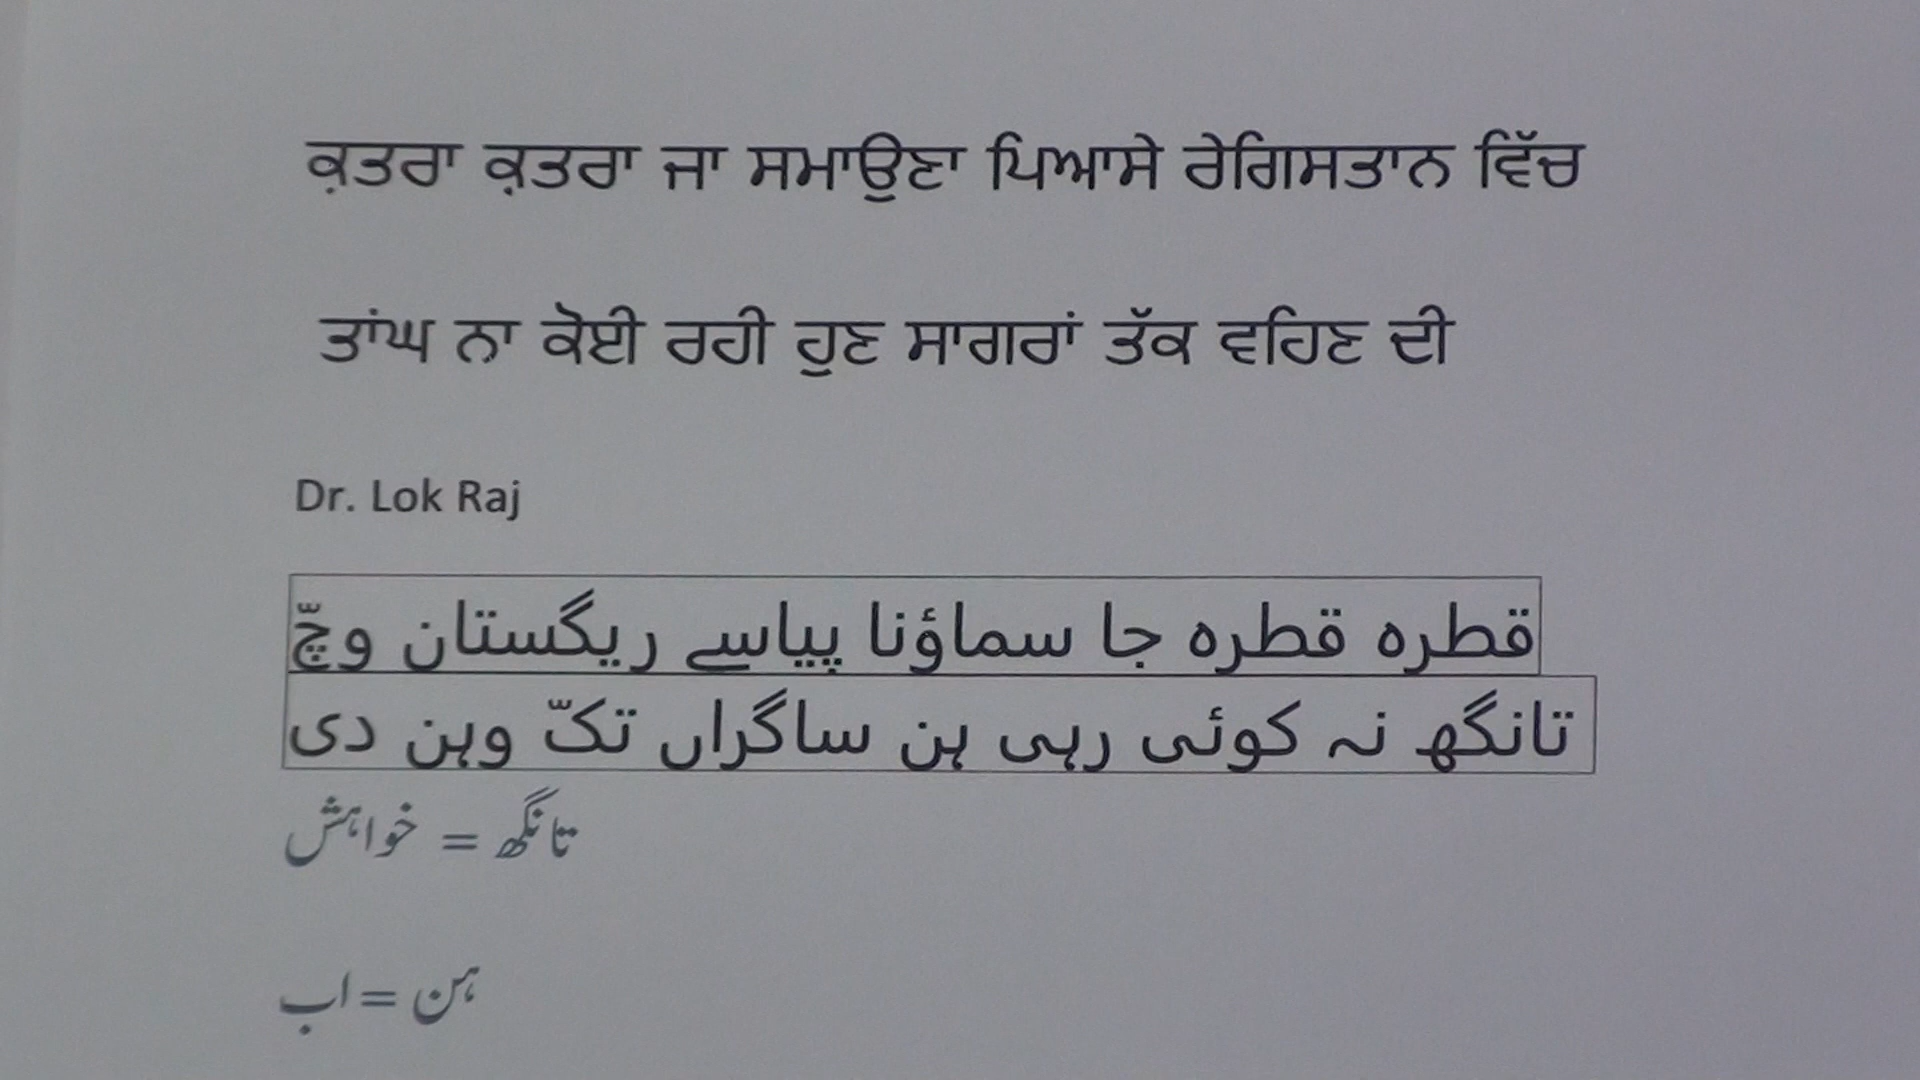 ਕ਼ਤਰਾ ਕ਼ਤਰਾ ਜਾ ਸਮਾਉਣਾ ਪਿਆਸੇ ਰੇਗਿਸਤਾਨ ਵਿੱਚ
ਤਾਂਘ ਨਾ ਕੋਈ ਰਹੀ ਹੁਣ ਸਾਗਰਾਂ ਤੱਕ ਵਹਿਣ ਦੀ
Dr. Lok Raj
قطرہ قطرہ جا سماؤنا پیاسے ریگستان وچّ
تانگھ نہ کوئی رہی ہن ساگراں تکّ وہن دی
تانگھ = خواہش
ہن = اب